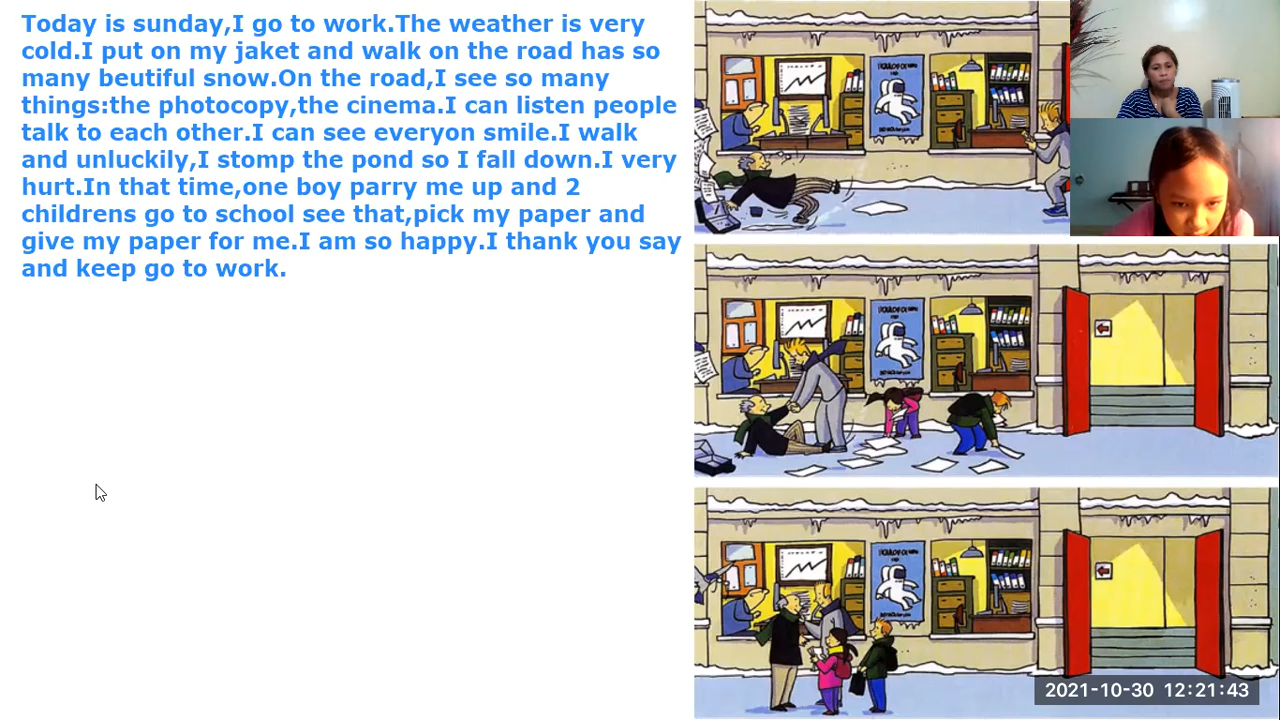 Today is sunday,I go to work.The weather is very
cold.I put on my jaket and walk on the road has so
many beutiful snow.On the road,I see so many
things:the photocopy,the cinema.I can listen people
talk to each other.I can see everyon smile.I walk
and unluckily,I stomp the pond so I fall down.I very
hurt.In that time,one boy parry me up and 2
childrens go to school see that,pick my paper and
give my paper for me.I am so happy.I thank you say
and keep go to work.
2021-10-30 12:21:43